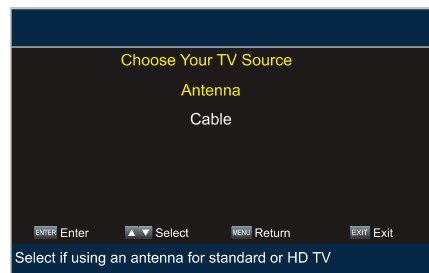 Choose Your TV Source
Antenna
Cable
ENTER Enter ▲ ▼ Select MENU Return EXIT Exit
Select if using an antenna for standard or HD TV